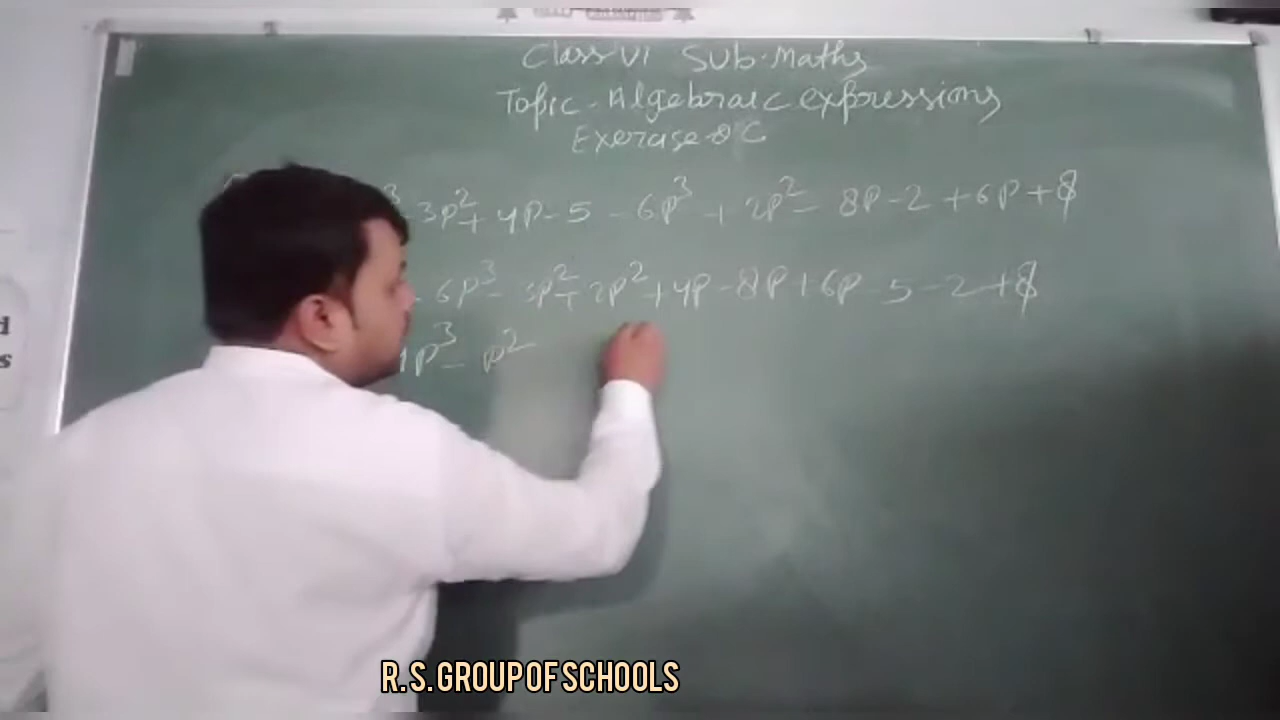 Class VI Sub. Maths
Topic - Algebraic expressions
Exercise 8 C
3p² + 4p - 5 - 6p³ + 2p² - 8p - 2 + 6p + 8
- 6p³ - 3p² + 2p² + 4p - 8p + 6p - 5 - 2 + 8
p³ - p²
d
s
R.S. GROUP OF SCHOOLS